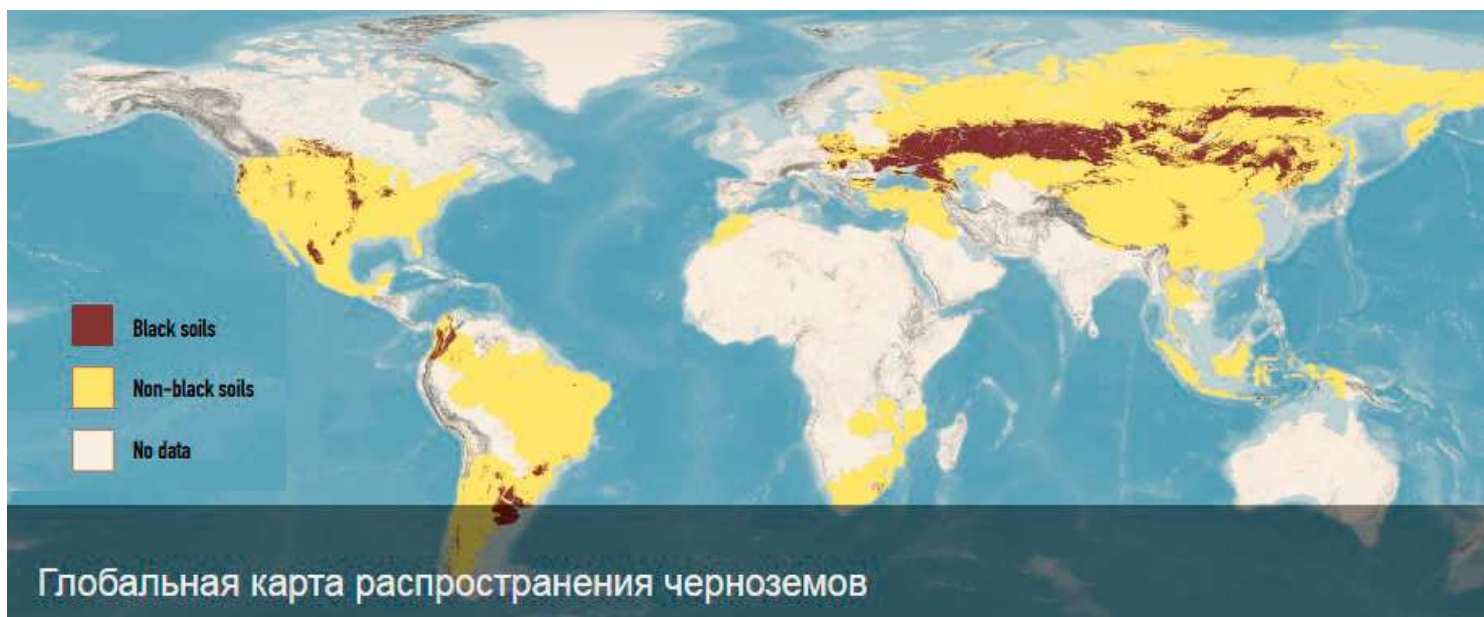 Black soils
Non-black soils
No data
Глобальная карта распространения черноземов